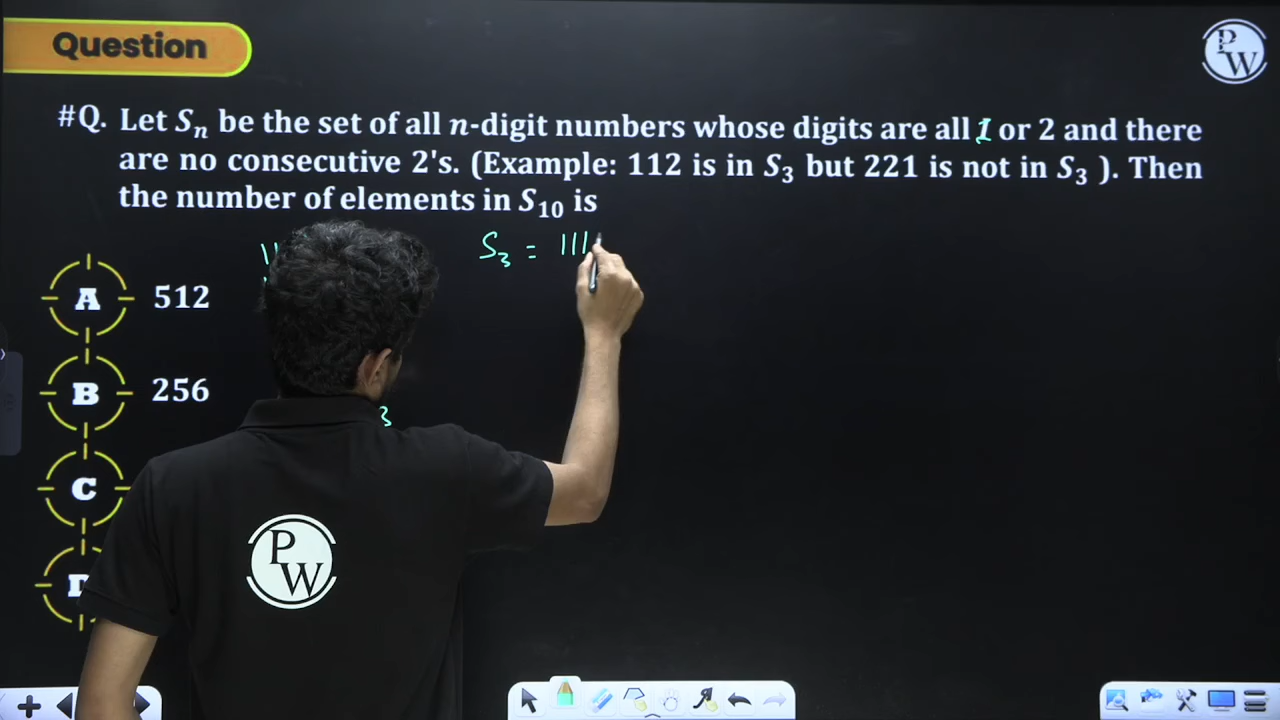 Question
P
W
#Q. Let Sn be the set of all n-digit numbers whose digits are all 1 or 2 and there
are no consecutive 2's. (Example: 112 is in S3 but 221 is not in S3 ). Then
the number of elements in S10 is
S3 = 111
A 512
B 256
3
C
P
W